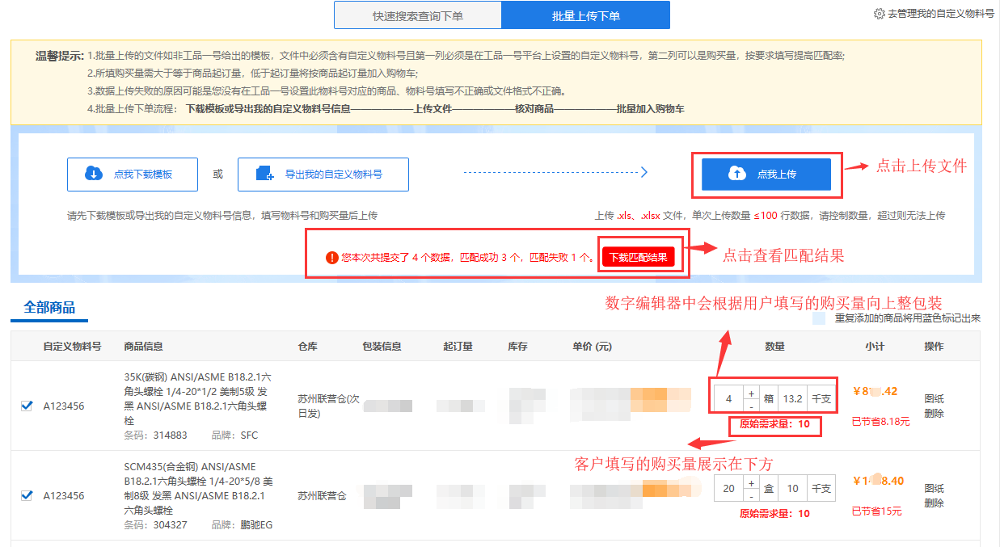 快速搜索查询下单
批量上传下单
去管理我的自定义物料号
温馨提示: 1.批量上传的文件如非工品一号给出的模板，文件中必须含有自定义物料号且第一列必须是在工品一号平台上设置的自定义物料号，第二列可以是购买量，按要求填写提高匹配率;
2.所填购买量需大于等于商品起订量，低于起订量将按商品起订量加入购物车;
3.数据上传失败的原因可能是您没有在工品一号设置此物料号对应的商品、物料号填写不正确或文件格式不正确。
4.批量上传下单流程： 下载模板或导出我的自定义物料号信息——————上传文件——————核对商品——————批量加入购物车
点我下载模板
或
导出我的自定义物料号
点我上传
点击上传文件
请先下载模板或导出我的自定义物料号信息，填写物料号和购买量后上传
上传 .xls、.xlsx 文件，单次上传数量 ≤100 行数据，请控制数量，超过则无法上传
您本次共提交了 4 个数据，匹配成功 3 个，匹配失败 1 个。
下载匹配结果
点击查看匹配结果
全部商品
数字编辑器中会根据用户填写的购买量向上整包装
重复添加的商品将用蓝色标记出来
自定义物料号 商品信息 仓库 包装信息 起订量 库存 单价 (元) 数量 小计 操作
A123456
35K(碳钢) ANSI/ASME B18.2.1六
角头螺栓 1/4-20*1/2 美制5级 发
黑 ANSI/ASME B18.2.1六角头螺
栓
条码： 314883 品牌： SFC
苏州联营仓(次
日发)
4 + - 箱 13.2 千支
原始需求量： 10
.42
已节省8.18元
图纸
删除
客户填写的购买量展示在下方
A123456
SCM435(合金钢) ANSI/ASME
B18.2.1六角头螺栓 1/4-20*5/8 美
制8级 发黑 ANSI/ASME B18.2.1
六角头螺栓
条码： 304327 品牌： 鹏驰EG
苏州联营仓
20 + - 盒 10 千支
原始需求量： 10
8.40
已节省15元
图纸
删除